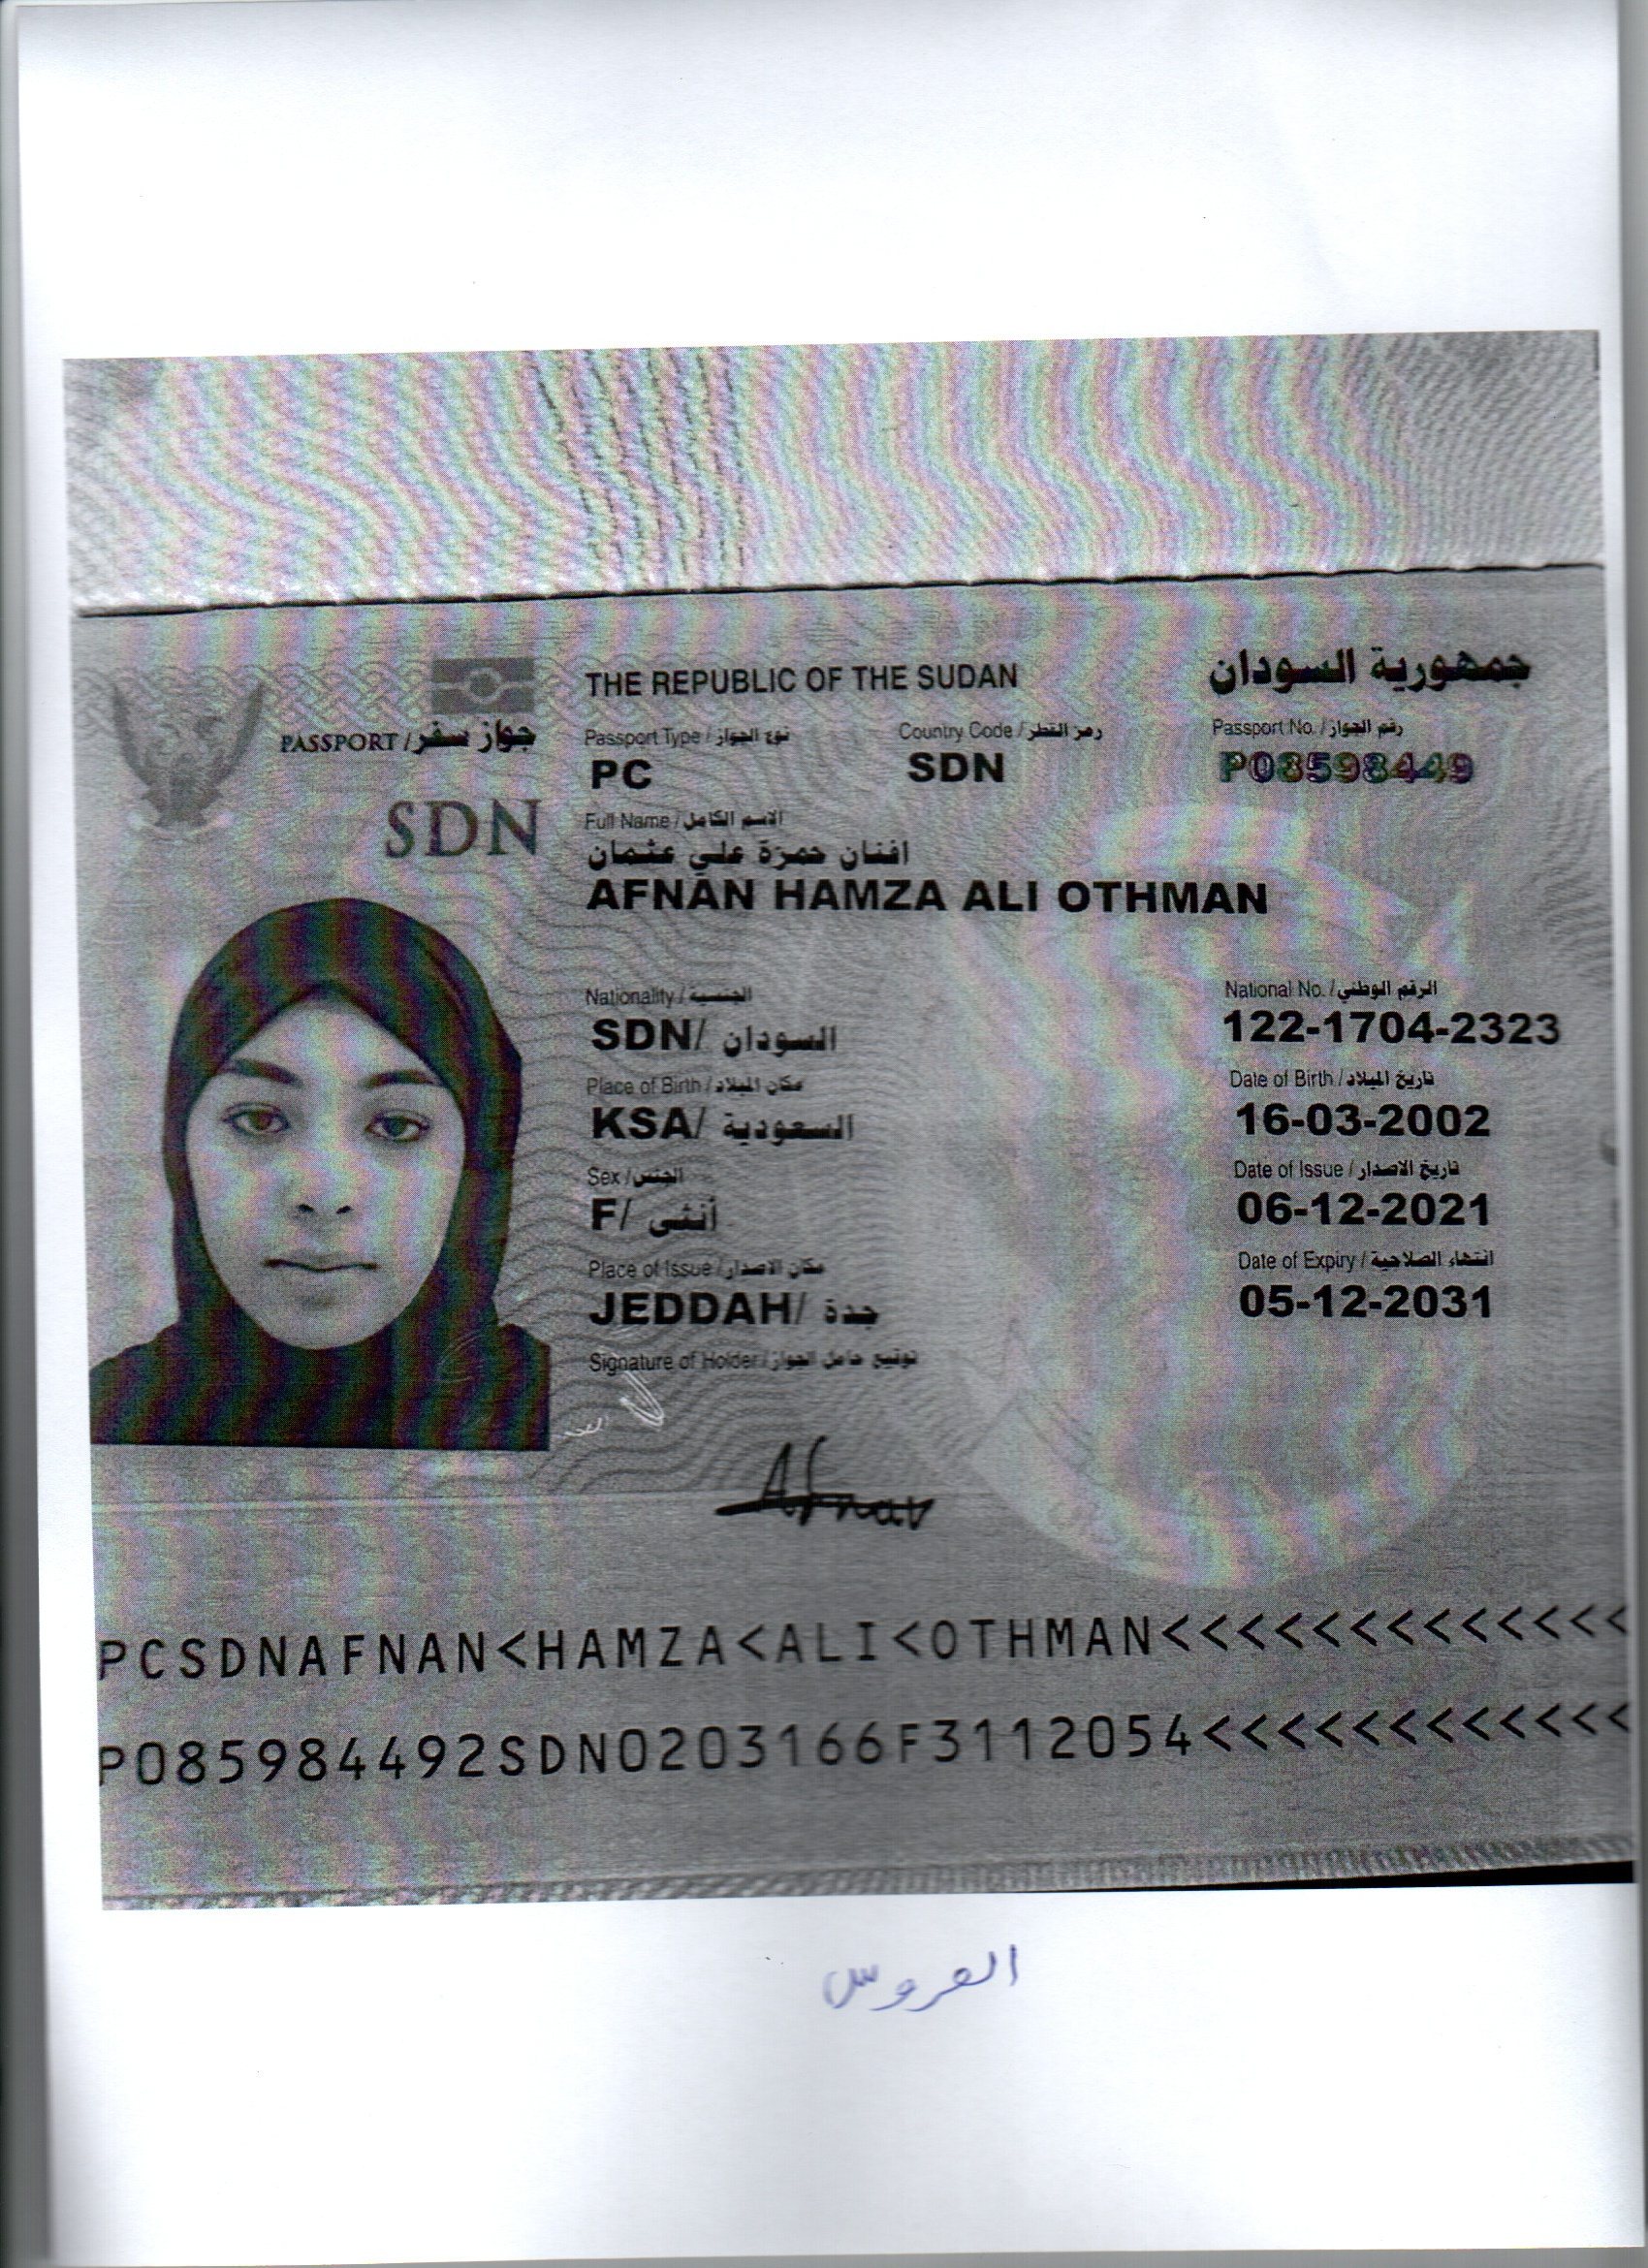 THE REPUBLIC OF THE SUDAN جمهورية السودان
PASSPORT / جواز سفر
Passport Type / نوع الجواز Country Code / رمز القطر Passport No. / رقم الجواز
PC SDN P08598449
SDN
Full Name / الاسم الكامل
افنان حمزة علي عثمان
AFNAN HAMZA ALI OTHMAN
Nationality / الجنسية National No. / الرقم الوطني
SDN/ السودان 122-1704-2323
Place of Birth / مكان الميلاد Date of Birth / تاريخ الميلاد
KSA/ السعودية 16-03-2002
Sex / الجنس Date of Issue / تاريخ الاصدار
F/ أنثى 06-12-2021
Place of Issue / مكان الاصدار Date of Expiry / انتهاء الصلاحية
JEDDAH/ جدة 05-12-2031
Signature of Holder / توقيع حامل الجواز
Afnan
PCSDNAFNAN<HAMZA<ALI<OTHMAN<<<<<<<<<<<<<
P085984492SDN0203166F3112054<<<<<<<<<<<<
العروس